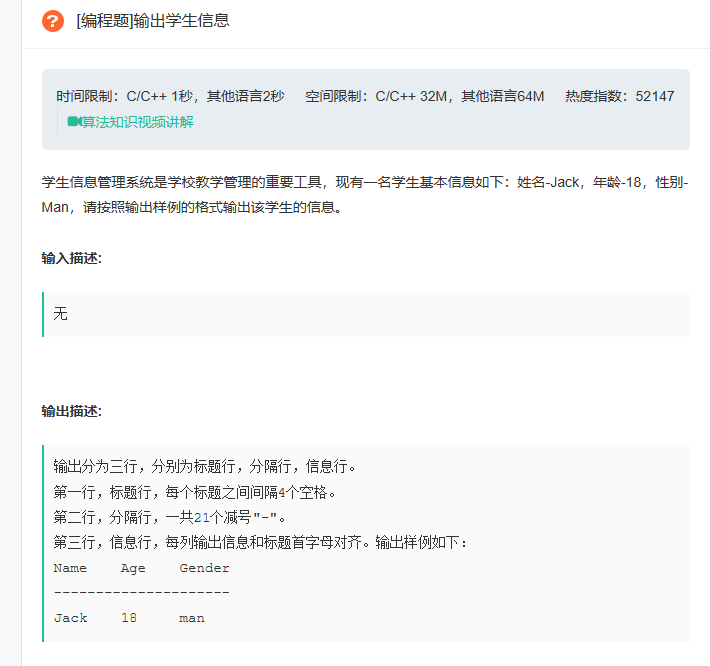 ?
[编程题]输出学生信息
时间限制：C/C++ 1秒，其他语言2秒 空间限制：C/C++ 32M，其他语言64M 热度指数：52147
算法知识视频讲解
学生信息管理系统是学校教学管理的重要工具，现有一名学生基本信息如下：姓名-Jack，年龄-18，性别-
Man，请按照输出样例的格式输出该学生的信息。
输入描述:
无
输出描述:
输出分为三行，分别为标题行，分隔行，信息行。
第一行，标题行，每个标题之间间隔4个空格。
第二行，分隔行，一共21个减号"-"。
第三行，信息行，每列输出信息和标题首字母对齐。输出样例如下：
Name    Age    Gender
---------------------
Jack    18     man